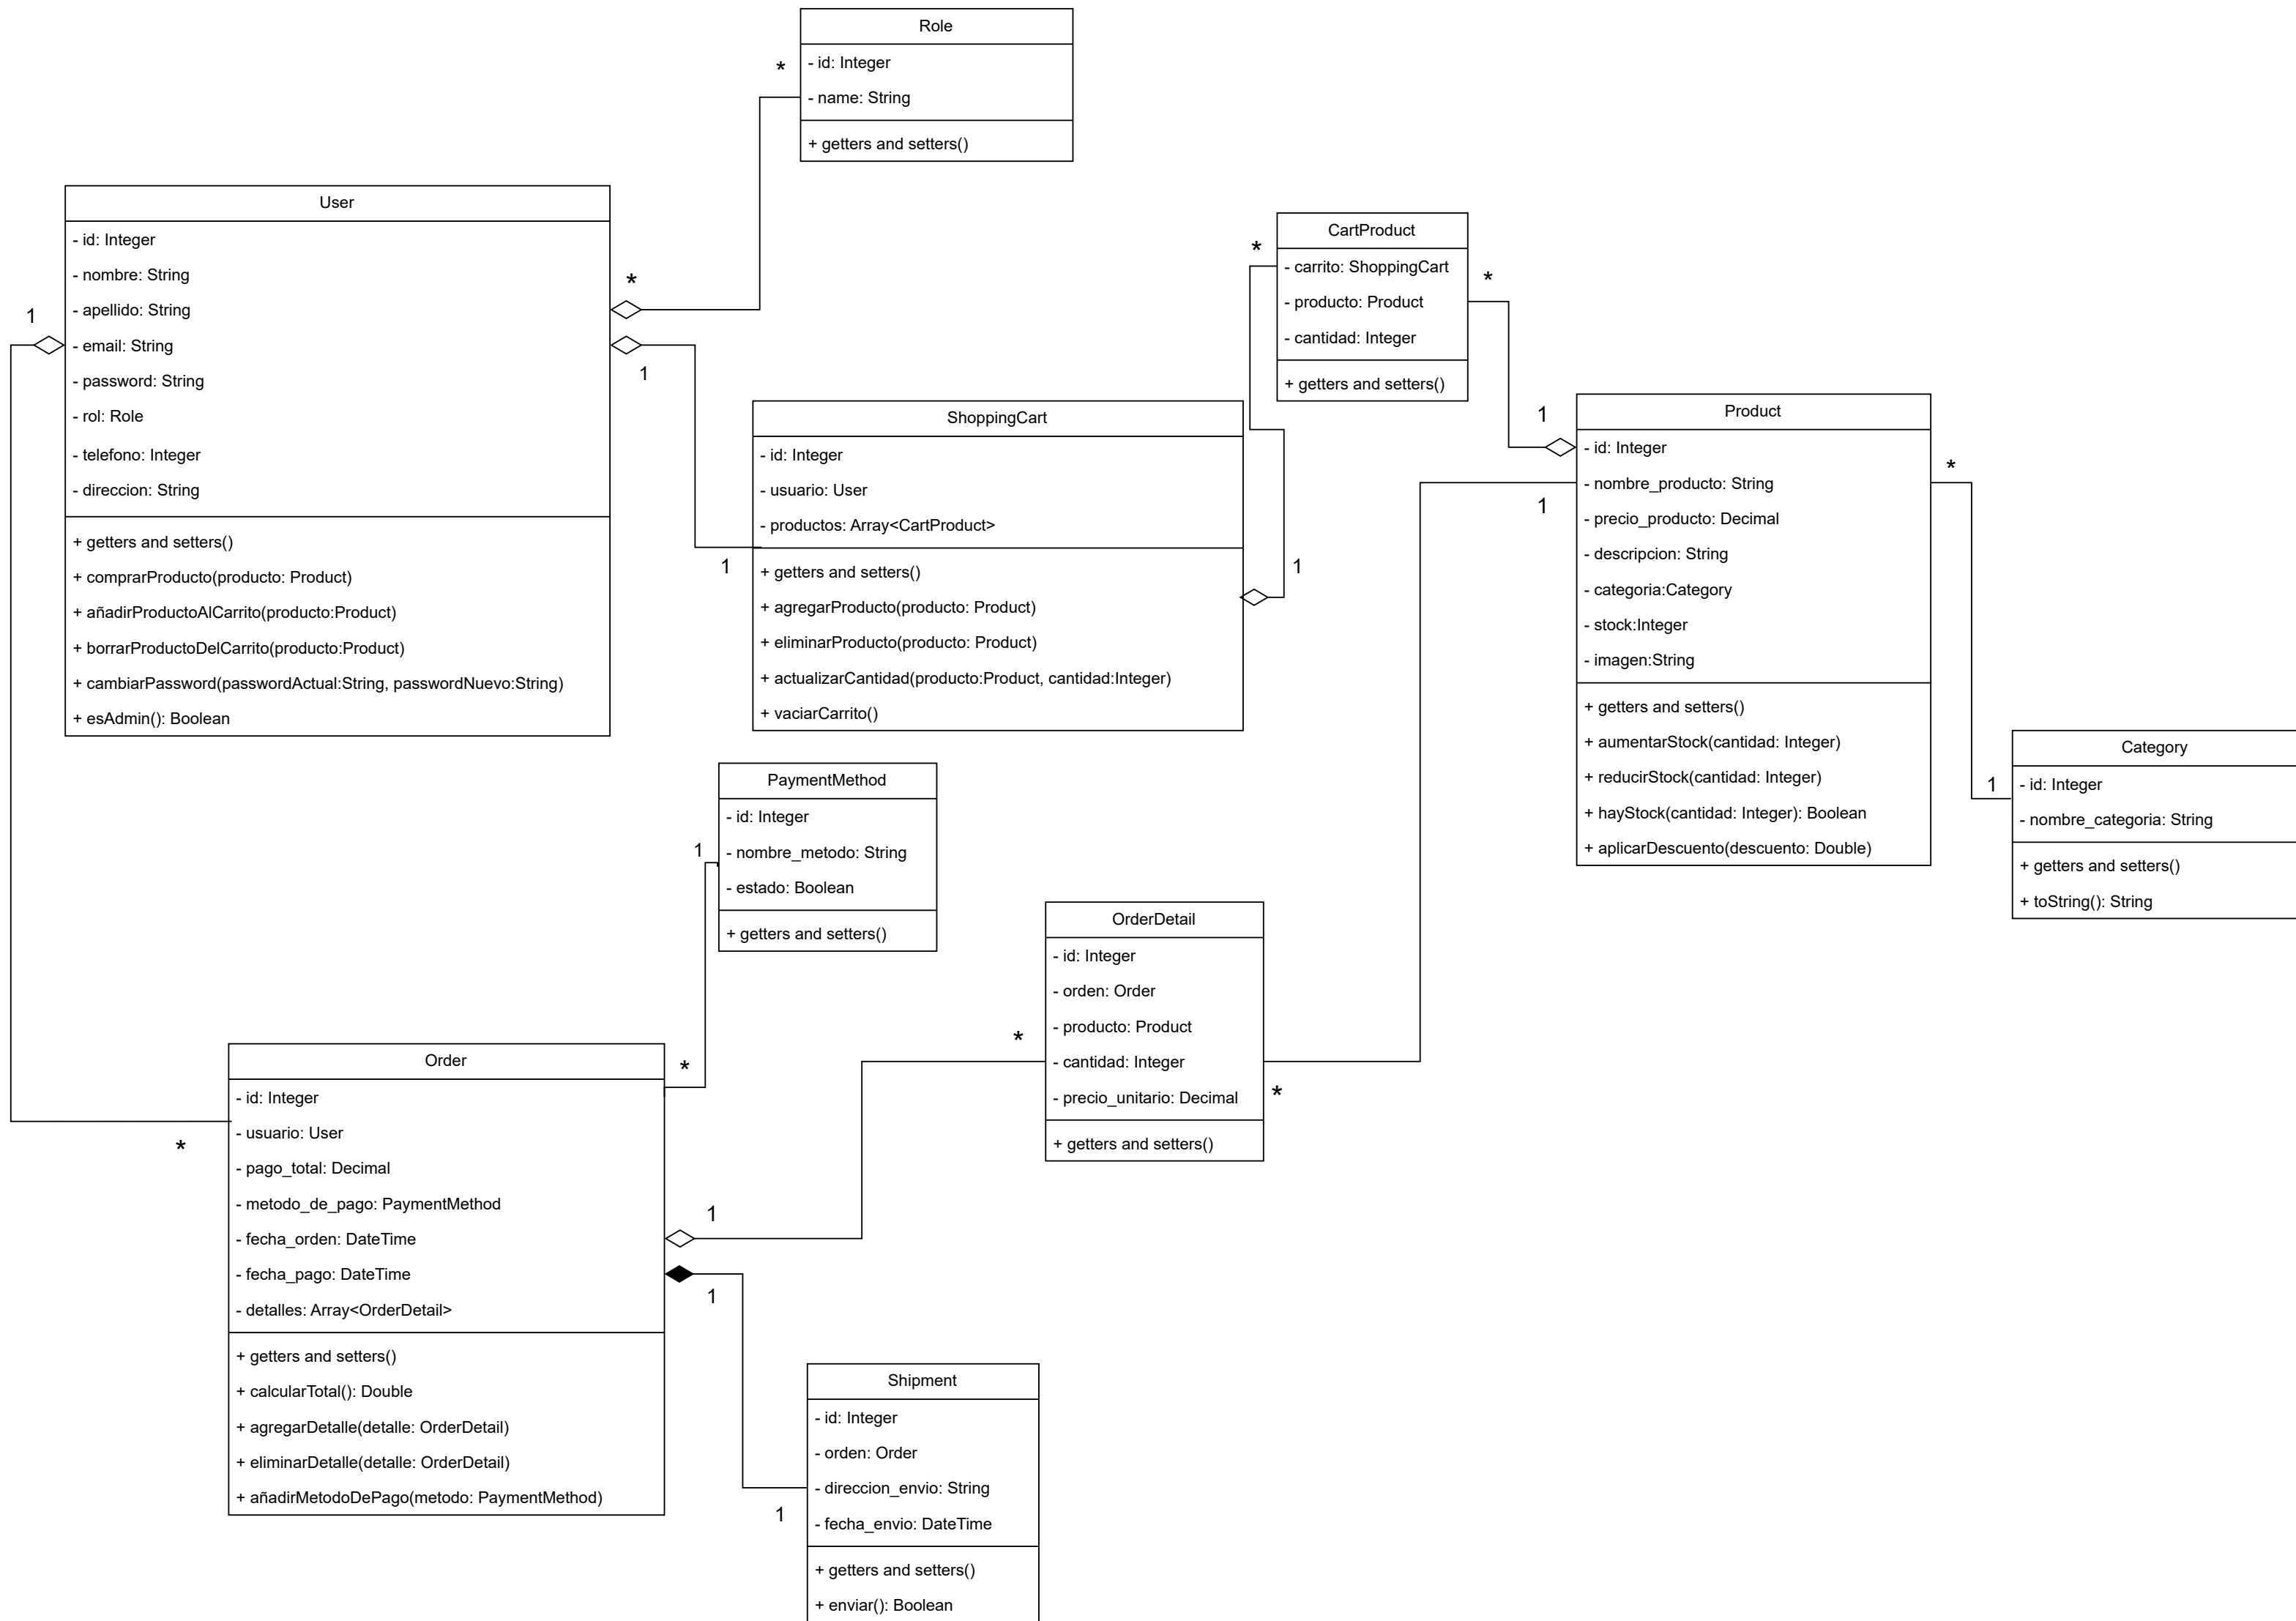 Role
- id: Integer
- name: String
+ getters and setters()
*
*
User
- id: Integer
- nombre: String
- apellido: String
- email: String
- password: String
- rol: Role
- telefono: Integer
- direccion: String
+ getters and setters()
+ comprarProducto(producto: Product)
+ añadirProductoAlCarrito(producto:Product)
+ borrarProductoDelCarrito(producto:Product)
+ cambiarPassword(passwordActual:String, passwordNuevo:String)
+ esAdmin(): Boolean
1
1
1
ShoppingCart
- id: Integer
- usuario: User
- productos: Array<CartProduct>
+ getters and setters()
+ agregarProducto(producto: Product)
+ eliminarProducto(producto: Product)
+ actualizarCantidad(producto:Product, cantidad:Integer)
+ vaciarCarrito()
1
*
CartProduct
- carrito: ShoppingCart
- producto: Product
- cantidad: Integer
+ getters and setters()
*
1
1
Product
- id: Integer
- nombre_producto: String
- precio_producto: Decimal
- descripcion: String
- categoria:Category
- stock:Integer
- imagen:String
+ getters and setters()
+ aumentarStock(cantidad: Integer)
+ reducirStock(cantidad: Integer)
+ hayStock(cantidad: Integer): Boolean
+ aplicarDescuento(descuento: Double)
*
1
Category
- id: Integer
- nombre_categoria: String
+ getters and setters()
+ toString(): String
PaymentMethod
- id: Integer
- nombre_metodo: String
- estado: Boolean
+ getters and setters()
1
*
OrderDetail
- id: Integer
- orden: Order
- producto: Product
- cantidad: Integer
- precio_unitario: Decimal
+ getters and setters()
*
*
Order
- id: Integer
- usuario: User
- pago_total: Decimal
- metodo_de_pago: PaymentMethod
- fecha_orden: DateTime
- fecha_pago: DateTime
- detalles: Array<OrderDetail>
+ getters and setters()
+ calcularTotal(): Double
+ agregarDetalle(detalle: OrderDetail)
+ eliminarDetalle(detalle: OrderDetail)
+ añadirMetodoDePago(metodo: PaymentMethod)
*
1
1
1
Shipment
- id: Integer
- orden: Order
- direccion_envio: String
- fecha_envio: DateTime
+ getters and setters()
+ enviar(): Boolean